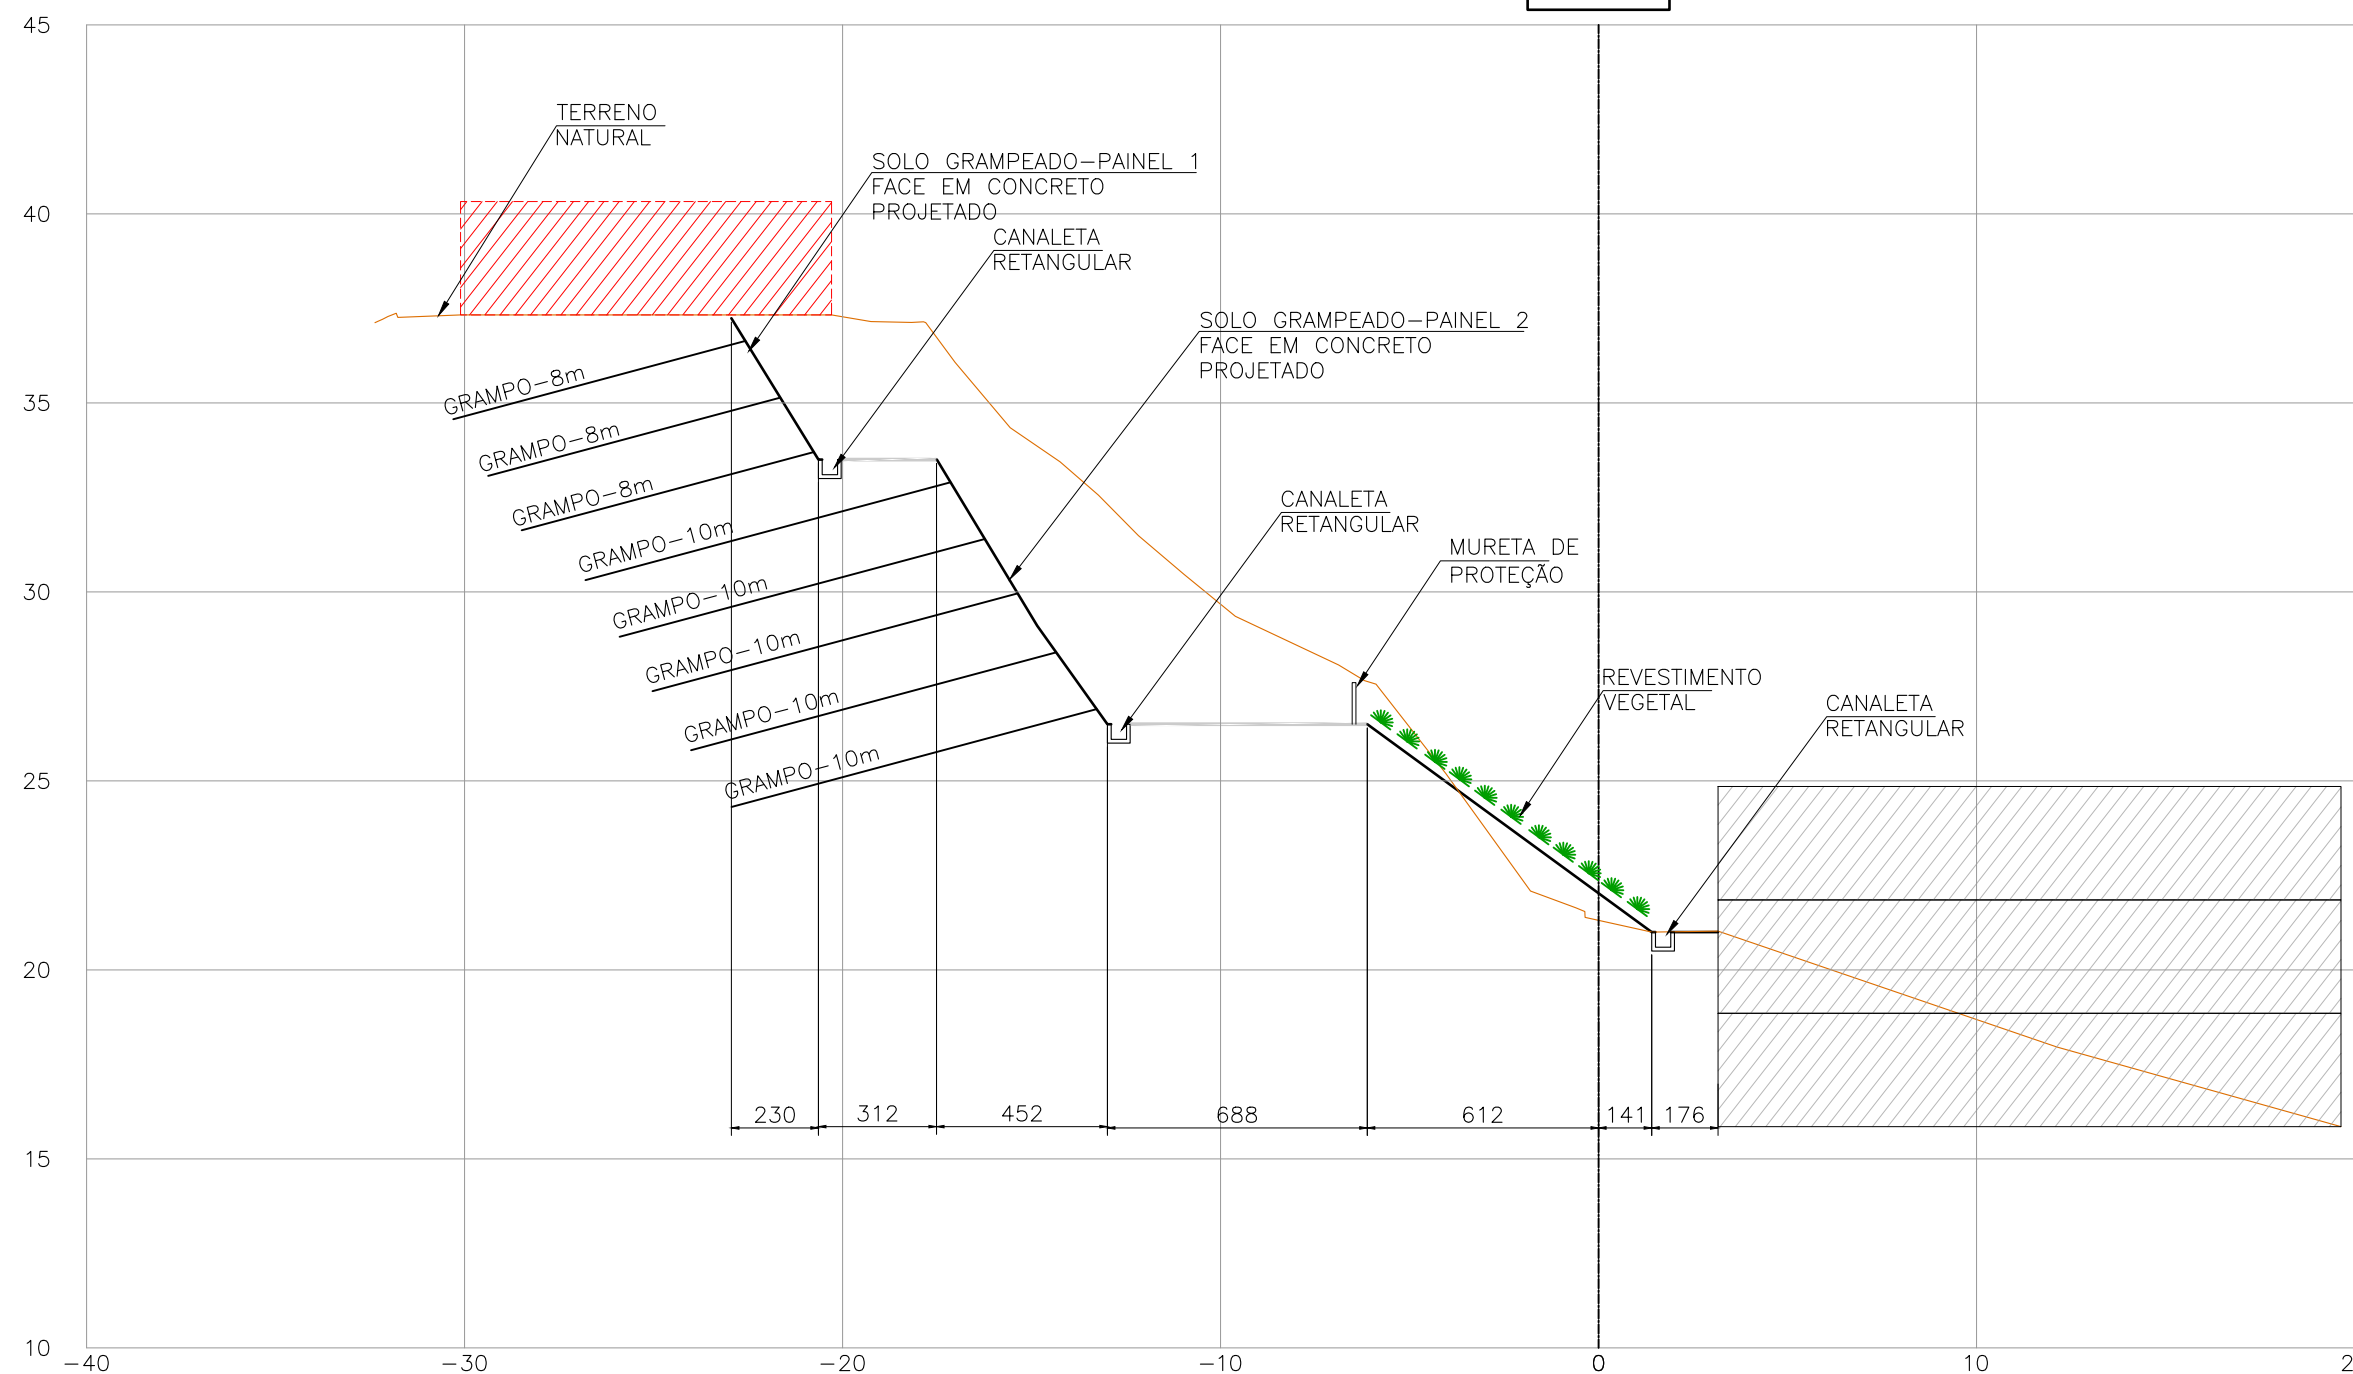 45
TERRENO
NATURAL
SOLO GRAMPEADO-PAINEL 1
FACE EM CONCRETO
PROJETADO
40
CANALETA
RETANGULAR
SOLO GRAMPEADO-PAINEL 2
FACE EM CONCRETO
PROJETADO
35
GRAMPO-8m
GRAMPO-8m
GRAMPO-8m
CANALETA
RETANGULAR
GRAMPO-10m
MURETA DE
PROTEÇÃO
30
GRAMPO-10m
GRAMPO-10m
REVESTIMENTO
VEGETAL
CANALETA
RETANGULAR
GRAMPO-10m
25
GRAMPO-10m
20
230 312 452 688 612 141 176
15
10
-40 -30 -20 -10 0 10 2